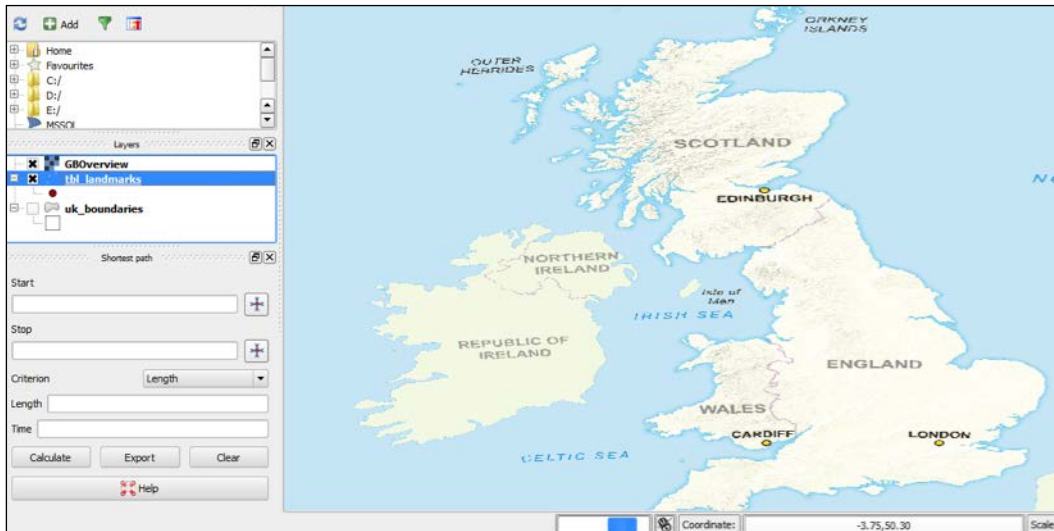 Add
Home
Favourites
C:/
D:/
E:/
MSSQL
Layers
GBOverview
tbl_landmarks
uk_boundaries
Shortest path
Start
Stop
Criterion
Length
Length
Time
Calculate
Export
Clear
Help
ORKNEY
ISLANDS
OUTER
HEBRIDES
SCOTLAND
EDINBURGH
NORTHERN
IRELAND
Isle of
Man
IRISH SEA
REPUBLIC OF
IRELAND
ENGLAND
WALES
CARDIFF
LONDON
CELTIC SEA
Coordinate:
-3.75,50.30
Scale